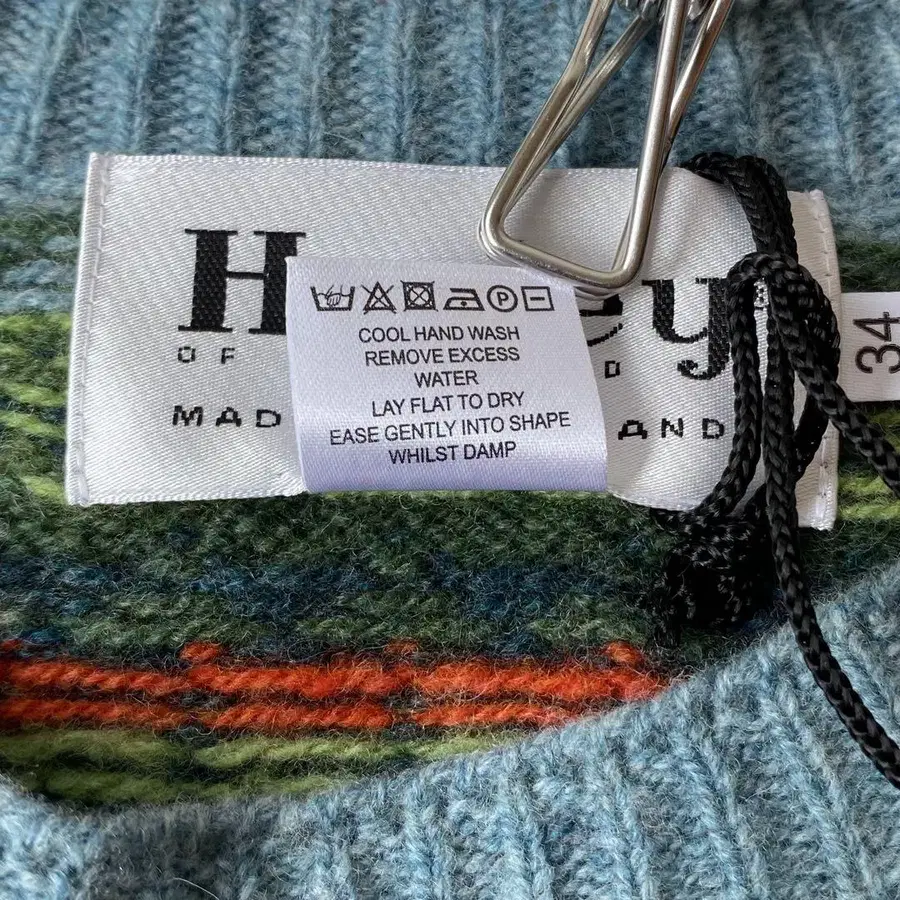 H ey
OF D
MAD AND
P
COOL HAND WASH
REMOVE EXCESS
WATER
LAY FLAT TO DRY
EASE GENTLY INTO SHAPE
WHILST DAMP
34